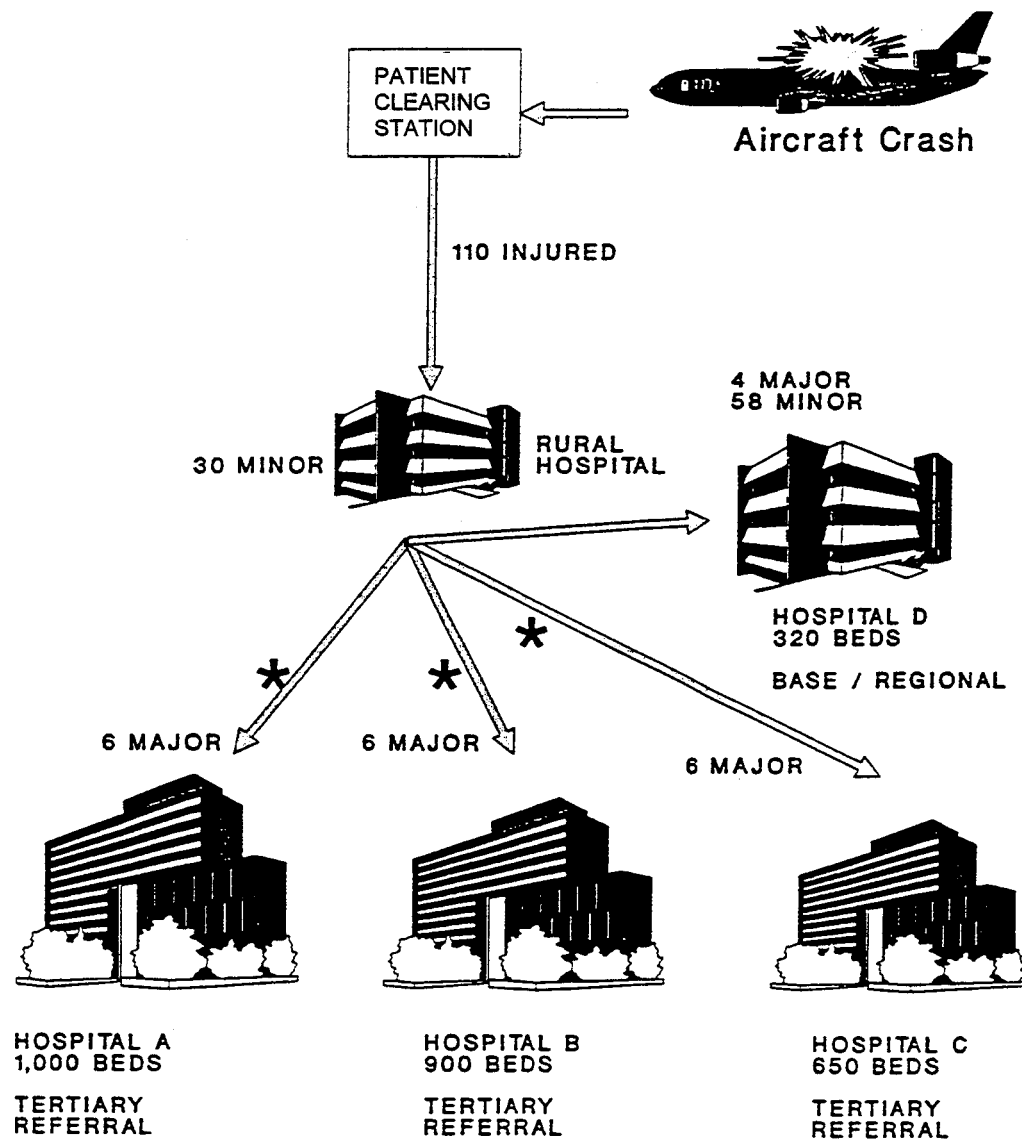 PATIENT
CLEARING
STATION
Aircraft Crash
110 INJURED
4 MAJOR
58 MINOR
30 MINOR
RURAL
HOSPITAL
HOSPITAL D
320 BEDS
BASE / REGIONAL
*
*
*
6 MAJOR
6 MAJOR
6 MAJOR
HOSPITAL A
1,000 BEDS
TERTIARY
REFERRAL
HOSPITAL B
900 BEDS
TERTIARY
REFERRAL
HOSPITAL C
650 BEDS
TERTIARY
REFERRAL